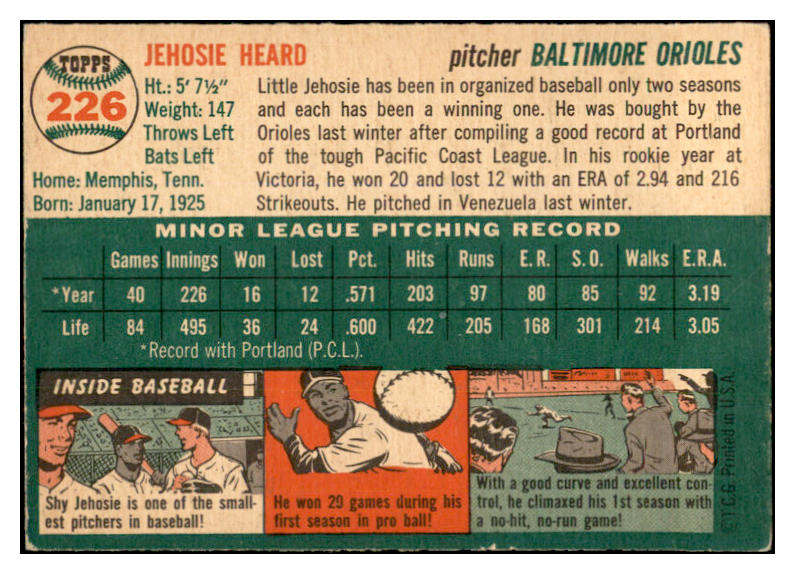 TOPPS
226
JEHOSIE HEARD
pitcher BALTIMORE ORIOLES
Ht.: 5' 7½"
Weight: 147
Throws Left
Bats Left
Home: Memphis, Tenn.
Born: January 17, 1925
Little Jehosie has been in organized baseball only two seasons
and each has been a winning one. He was bought by the
Orioles last winter after compiling a good record at Portland
of the tough Pacific Coast League. In his rookie year at
Victoria, he won 20 and lost 12 with an ERA of 2.94 and 216
Strikeouts. He pitched in Venezuela last winter.
MINOR LEAGUE PITCHING RECORD
Games Innings Won Lost Pct. Hits Runs E. R. S. O. Walks E.R.A.
*Year 40 226 16 12 .571 203 97 80 85 92 3.19
Life 84 495 36 24 .600 422 205 168 301 214 3.05
*Record with Portland (P.C.L.).
INSIDE BASEBALL
Shy Jehosie is one of the small-
est pitchers in baseball!
He won 20 games during his
first season in pro ball!
With a good curve and excellent con-
trol, he climaxed his 1st season with
a no-hit, no-run game!
©T.C.G. Printed in U.S.A.